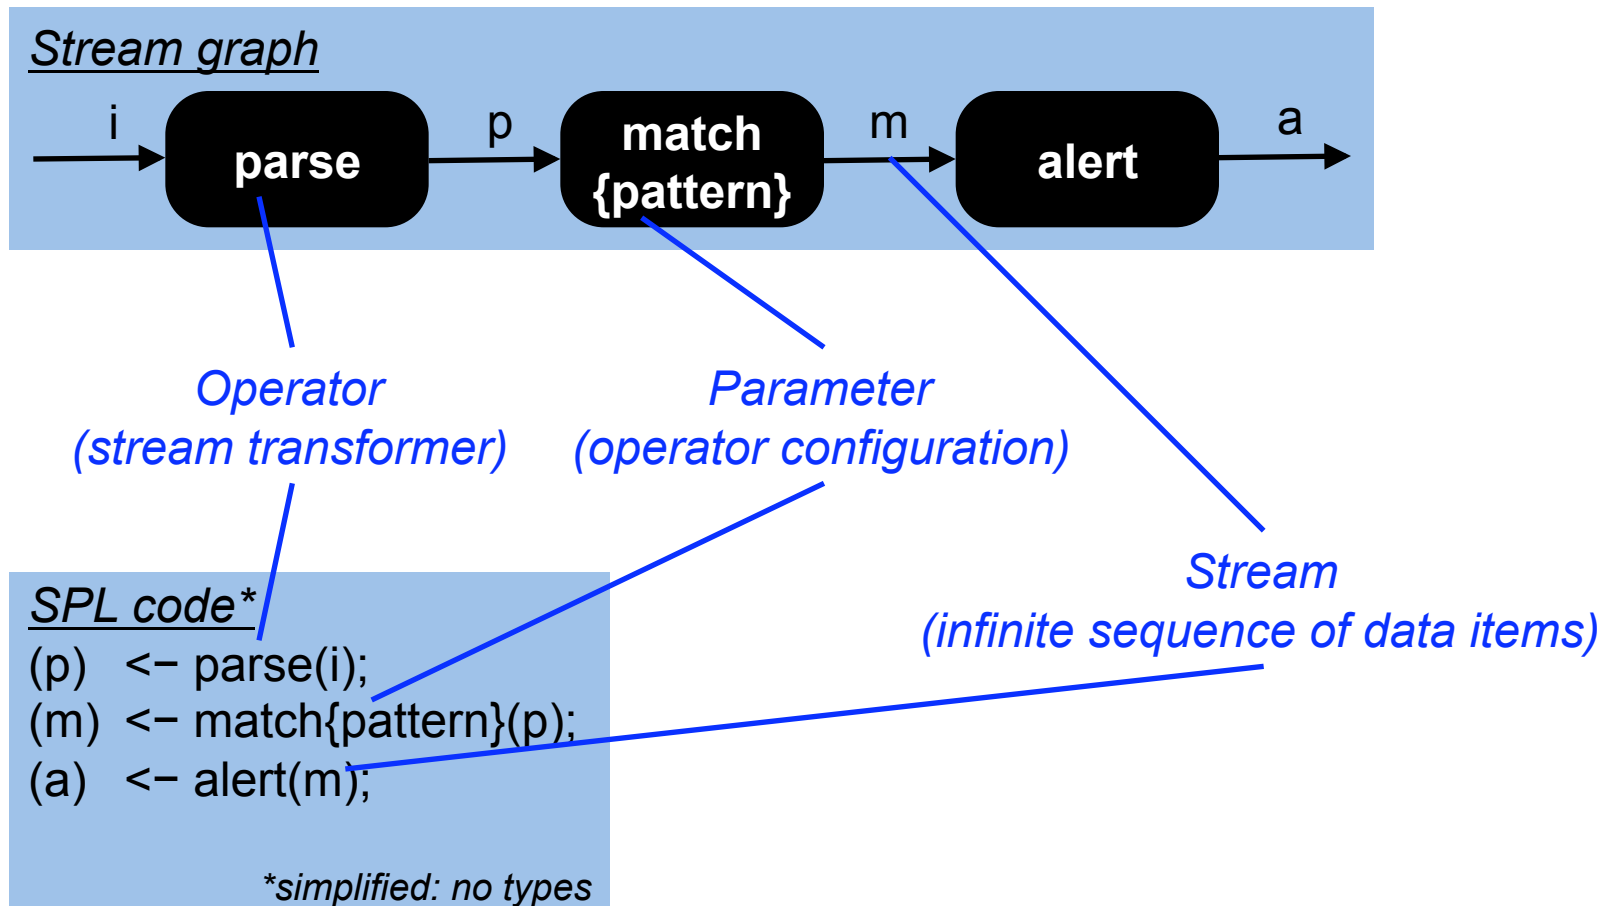 Stream graph
i
parse
p
match
{pattern}
m
alert
a
Operator
(stream transformer)
Parameter
(operator configuration)
Stream
(infinite sequence of data items)
SPL code*
(p) <− parse(i);
(m) <− match{pattern}(p);
(a) <− alert(m);
*simplified: no types